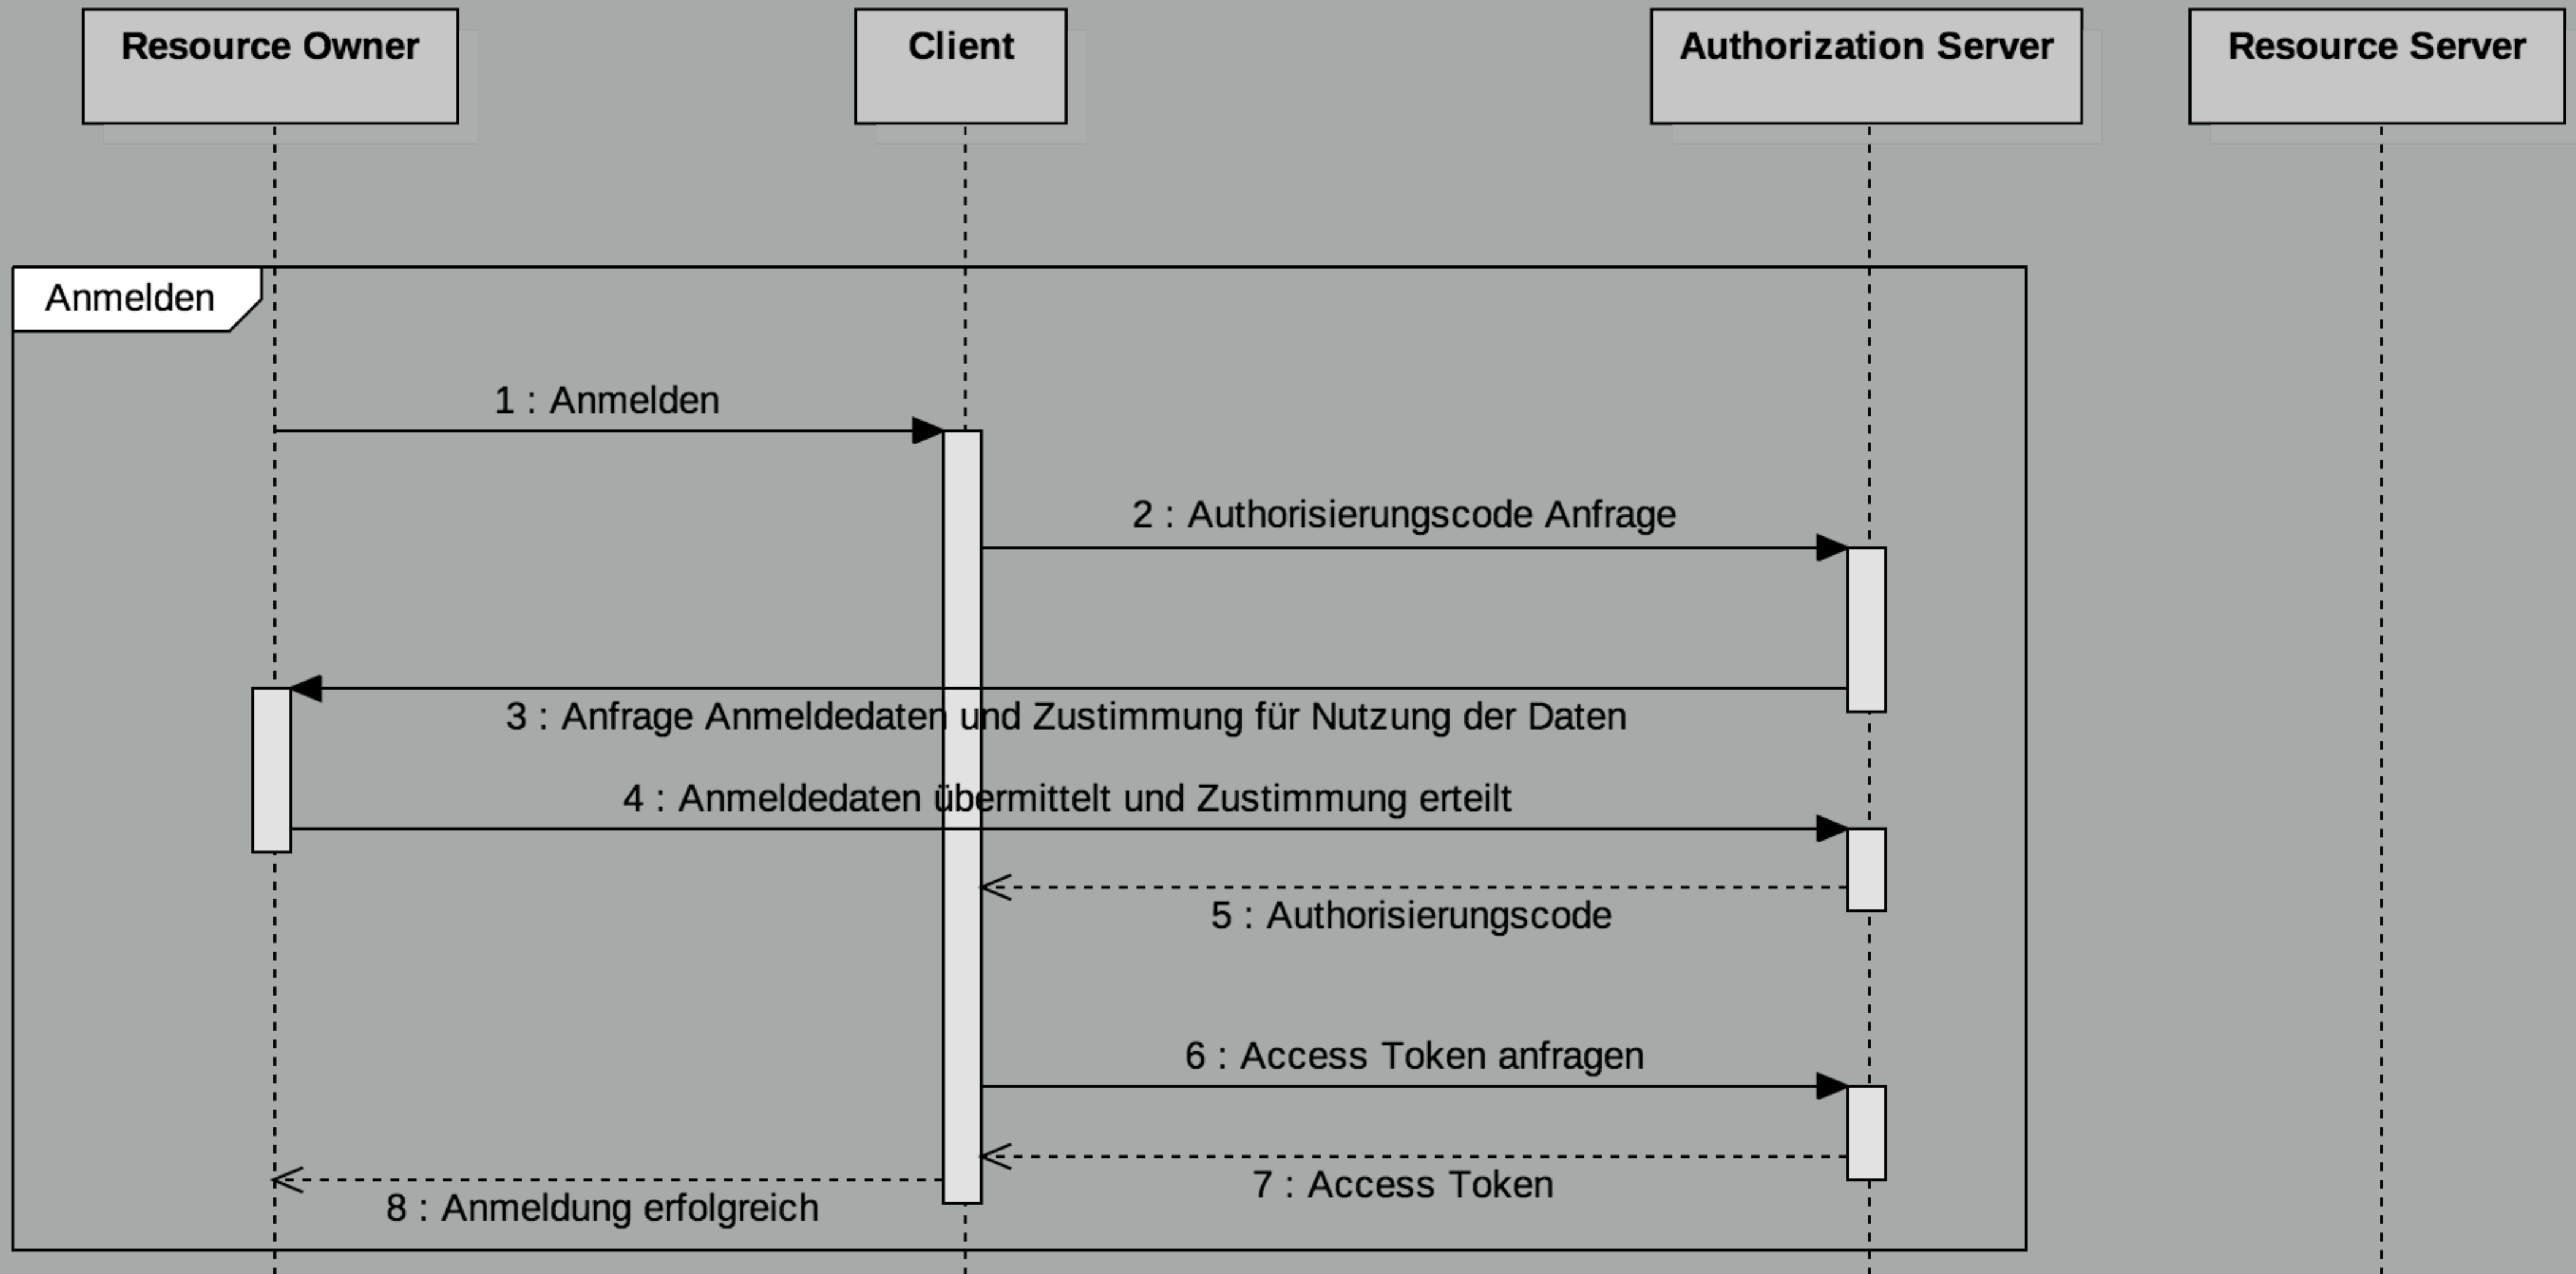 Resource Owner
Client
Authorization Server
Resource Server
Anmelden
1 : Anmelden
2 : Authorisierungscode Anfrage
3 : Anfrage Anmeldedaten und Zustimmung für Nutzung der Daten
4 : Anmeldedaten übermittelt und Zustimmung erteilt
5 : Authorisierungscode
6 : Access Token anfragen
7 : Access Token
8 : Anmeldung erfolgreich